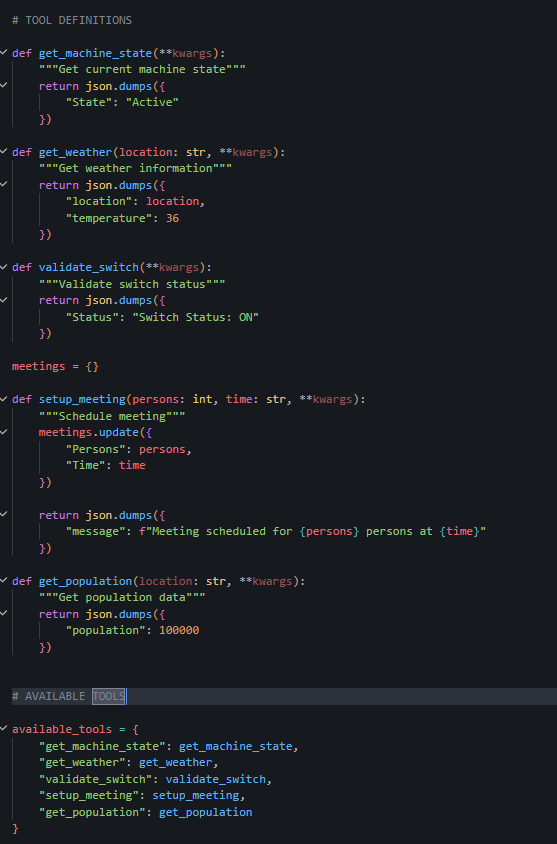 # TOOL DEFINITIONS
def get_machine_state(**kwargs):
"""Get current machine state"""
return json.dumps({
"State": "Active"
})
def get_weather(location: str, **kwargs):
"""Get weather information"""
return json.dumps({
"location": location,
"temperature": 36
})
def validate_switch(**kwargs):
"""Validate switch status"""
return json.dumps({
"Status": "Switch Status: ON"
})
meetings = {}
def setup_meeting(persons: int, time: str, **kwargs):
"""Schedule meeting"""
meetings.update({
"Persons": persons,
"Time": time
})
return json.dumps({
"message": f"Meeting scheduled for {persons} persons at {time}"
})
def get_population(location: str, **kwargs):
"""Get population data"""
return json.dumps({
"population": 100000
})
# AVAILABLE TOOLS
available_tools = {
"get_machine_state": get_machine_state,
"get_weather": get_weather,
"validate_switch": validate_switch,
"setup_meeting": setup_meeting,
"get_population": get_population
}